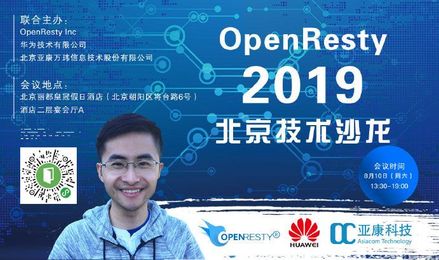 联合主办：
OpenResty Inc
华为技术有限公司
北京亚康万玮信息技术股份有限公司
会议地点：
北京丽都皇冠假日酒店（北京朝阳区将台路6号）
酒店二层宴会厅A
OpenResty
2019
北京技术沙龙
会议时间
8月10日（周六）
13:30-19:00
OPENRESTY®
HUAWEI
亚康科技
Asiacom Technology